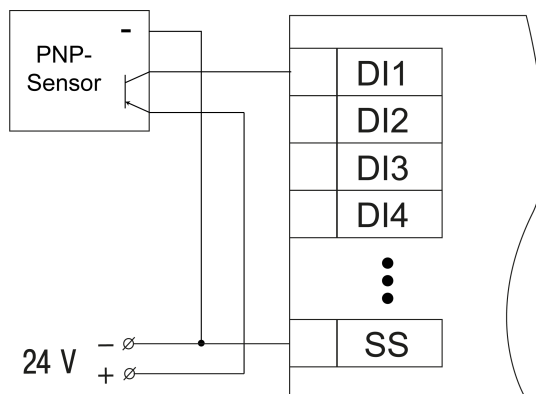 PNP-
Sensor
-
DI1
DI2
DI3
DI4
SS
24 V
–
+